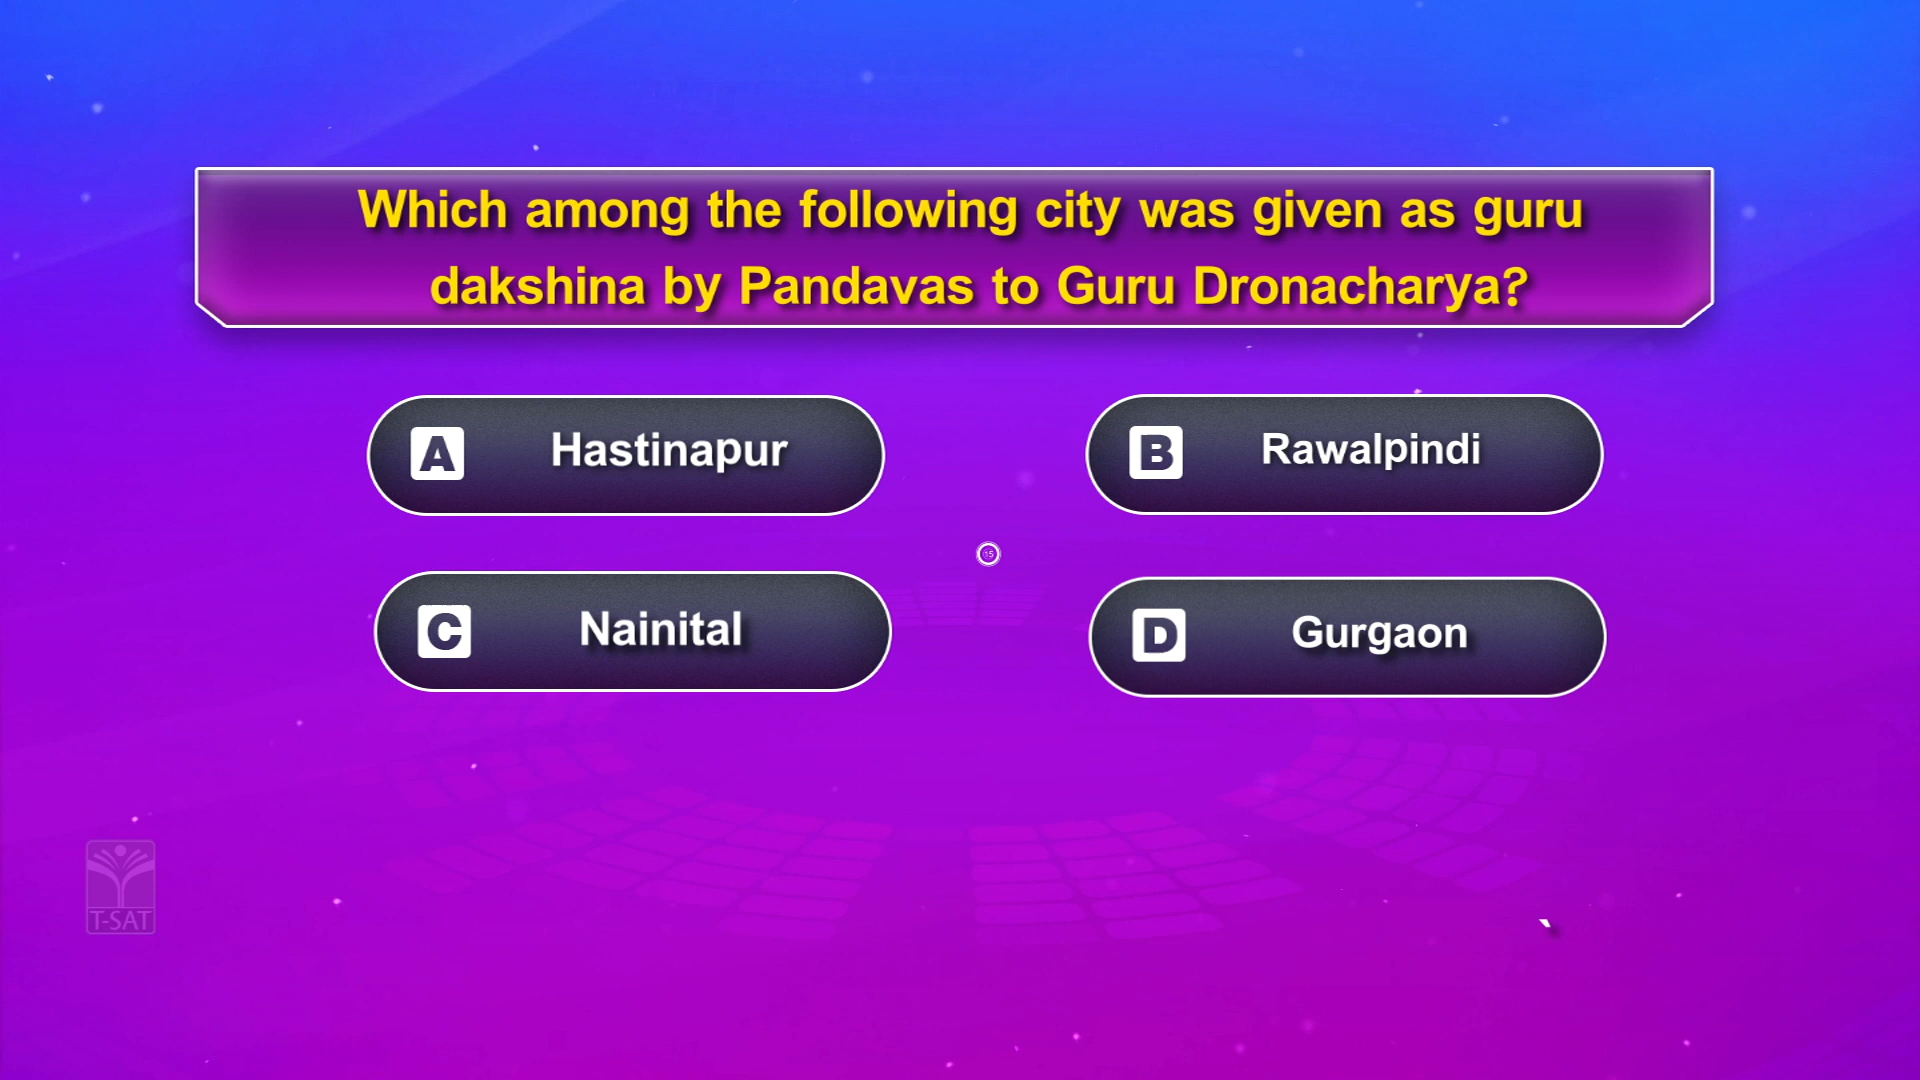 Which among the following city was given as guru
dakshina by Pandavas to Guru Dronacharya?
A Hastinapur
B Rawalpindi
15
C Nainital
D Gurgaon
T-SAT